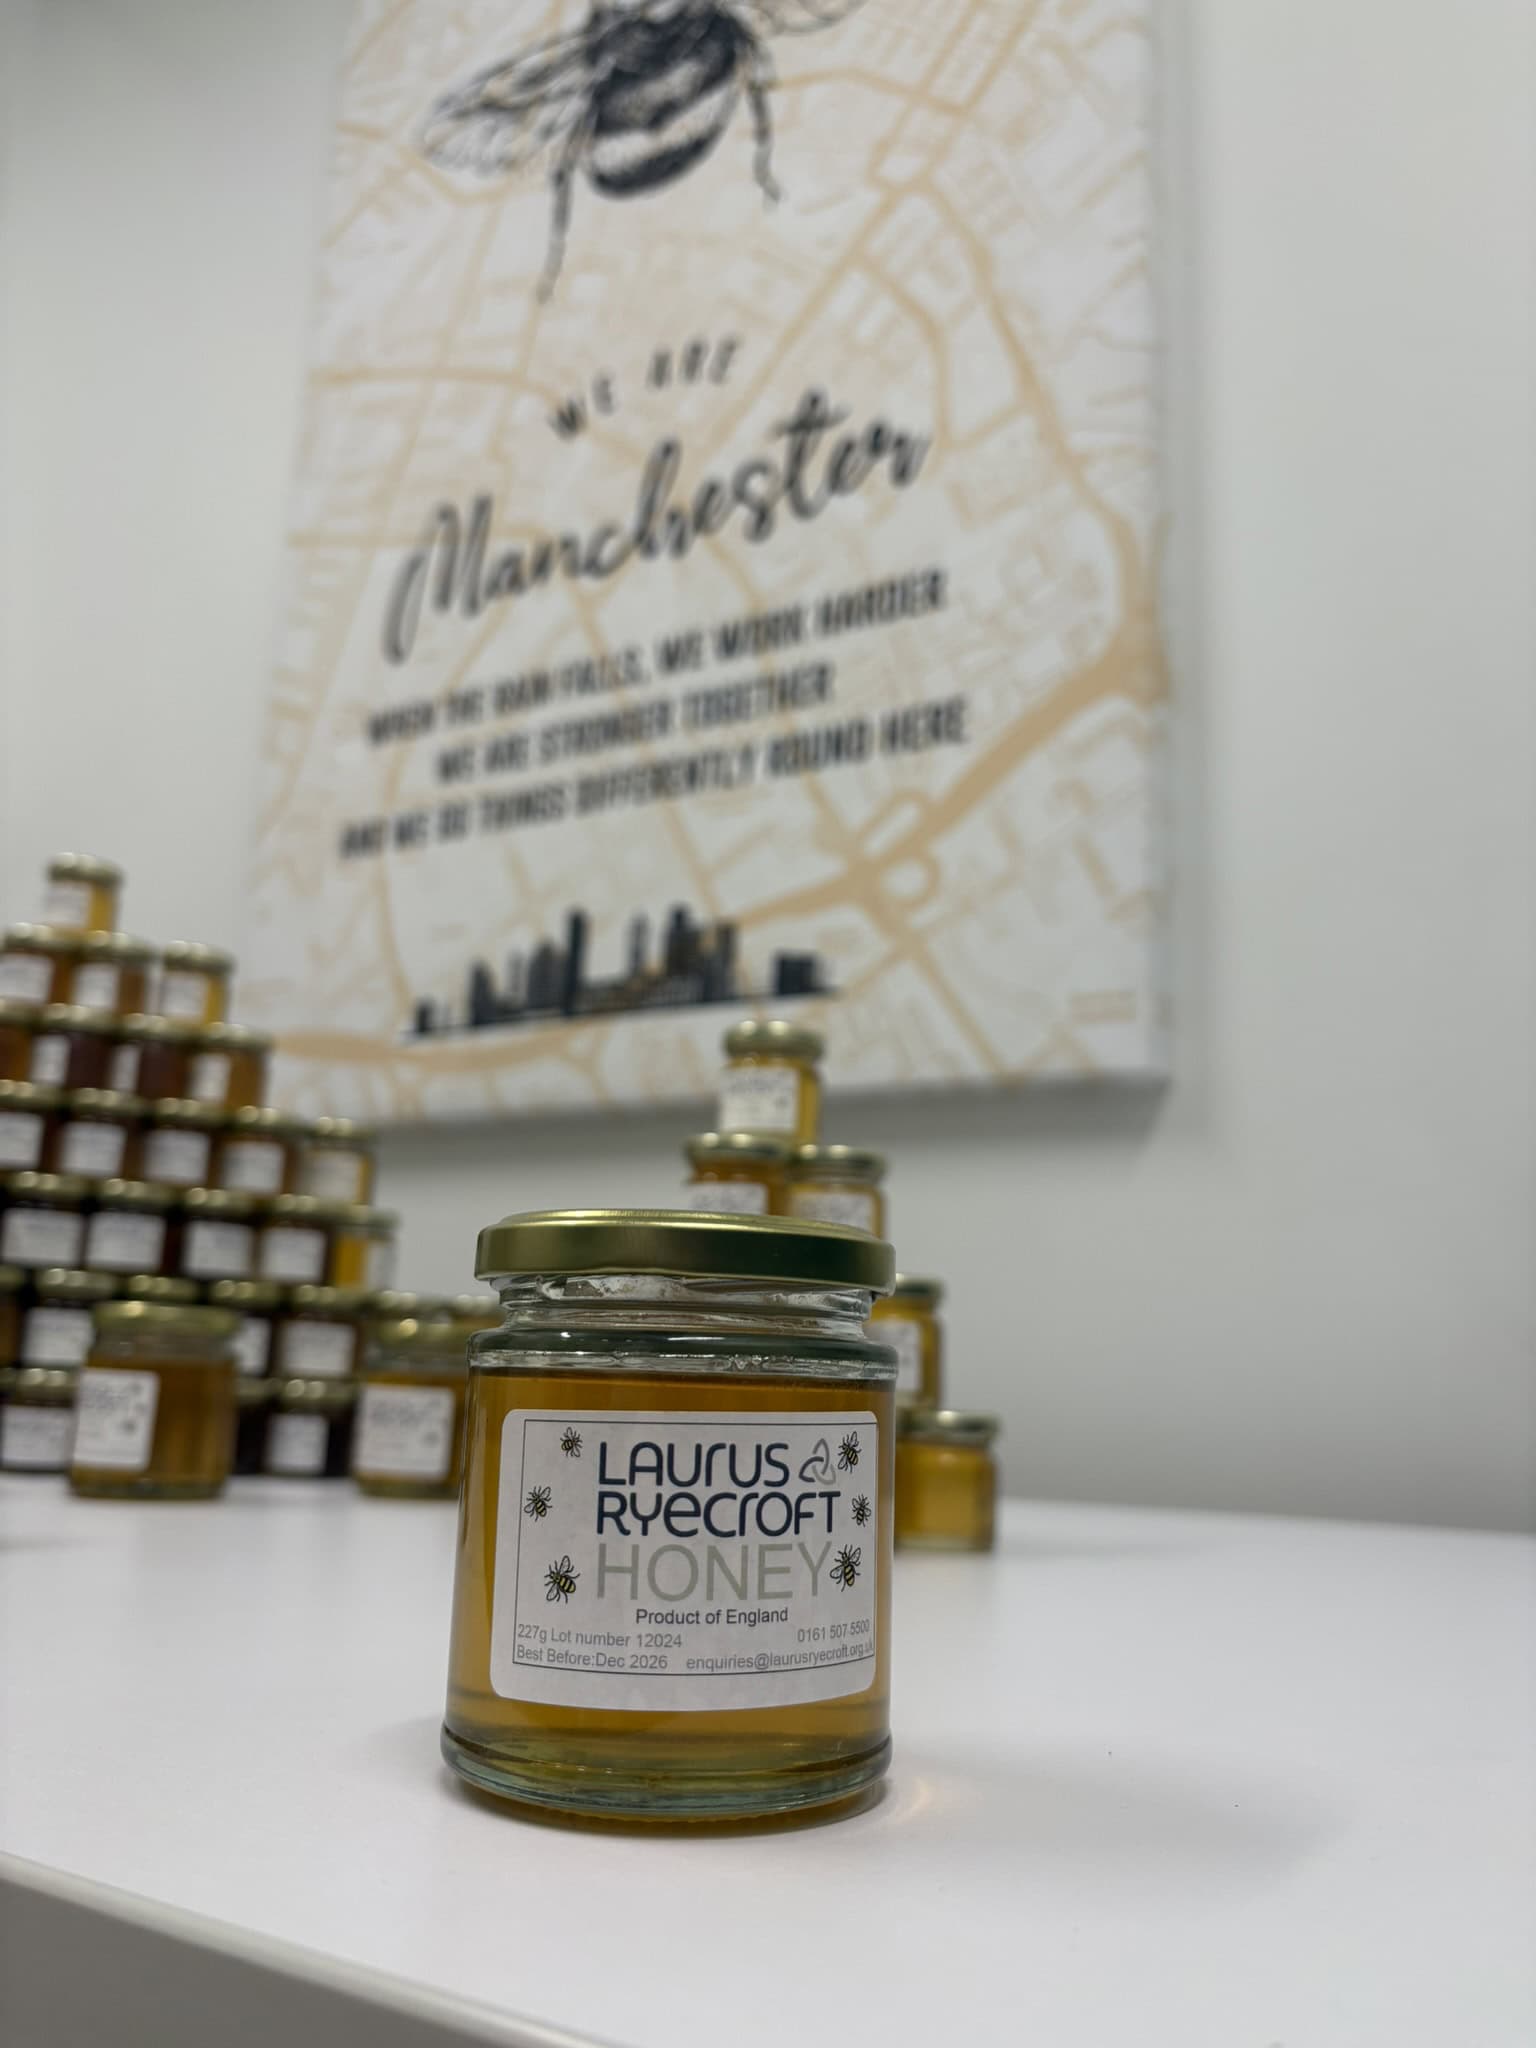 WE ARE
Manchester
WHEN THE RAIN FALLS, WE WORK HARDER
WE ARE STRONGER TOGETHER
AND WE DO THINGS DIFFERENTLY ROUND HERE
LAURUS
RYECROFT
HONEY
Product of England
227g Lot number 12024
0161 507 5500
Best Before:Dec 2026
enquiries@laurusryecroft.org.uk